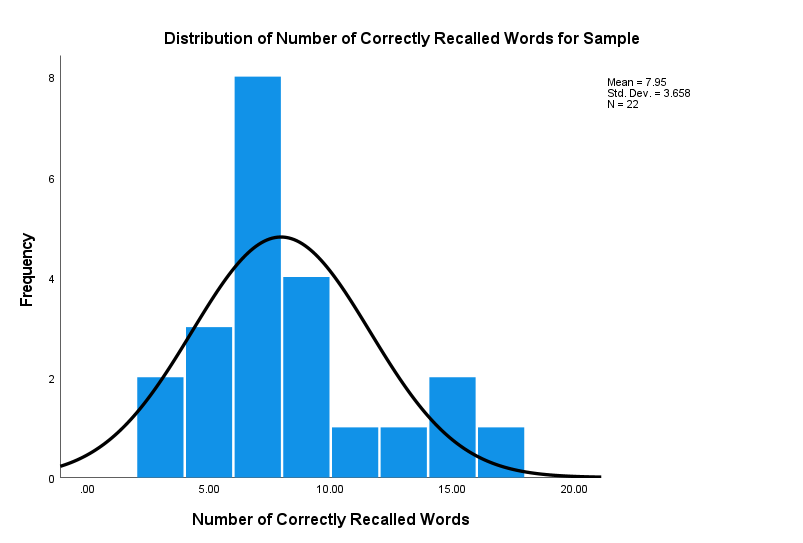 Distribution of Number of Correctly Recalled Words for Sample
Mean = 7.95
Std. Dev. = 3.658
N = 22
Frequency
8
6
4
2
0
.00 5.00 10.00 15.00 20.00
Number of Correctly Recalled Words